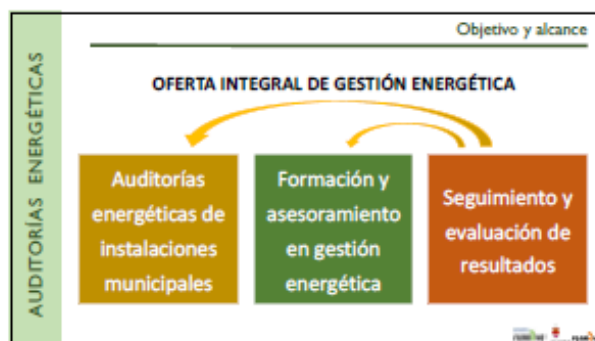 Objetivo y alcance
AUDITORÍAS ENERGÉTICAS
OFERTA INTEGRAL DE GESTIÓN ENERGÉTICA
Auditorías
energéticas de
instalaciones
municipales
Formación y
asesoramiento
en gestión
energética
Seguimiento y
evaluación de
resultados